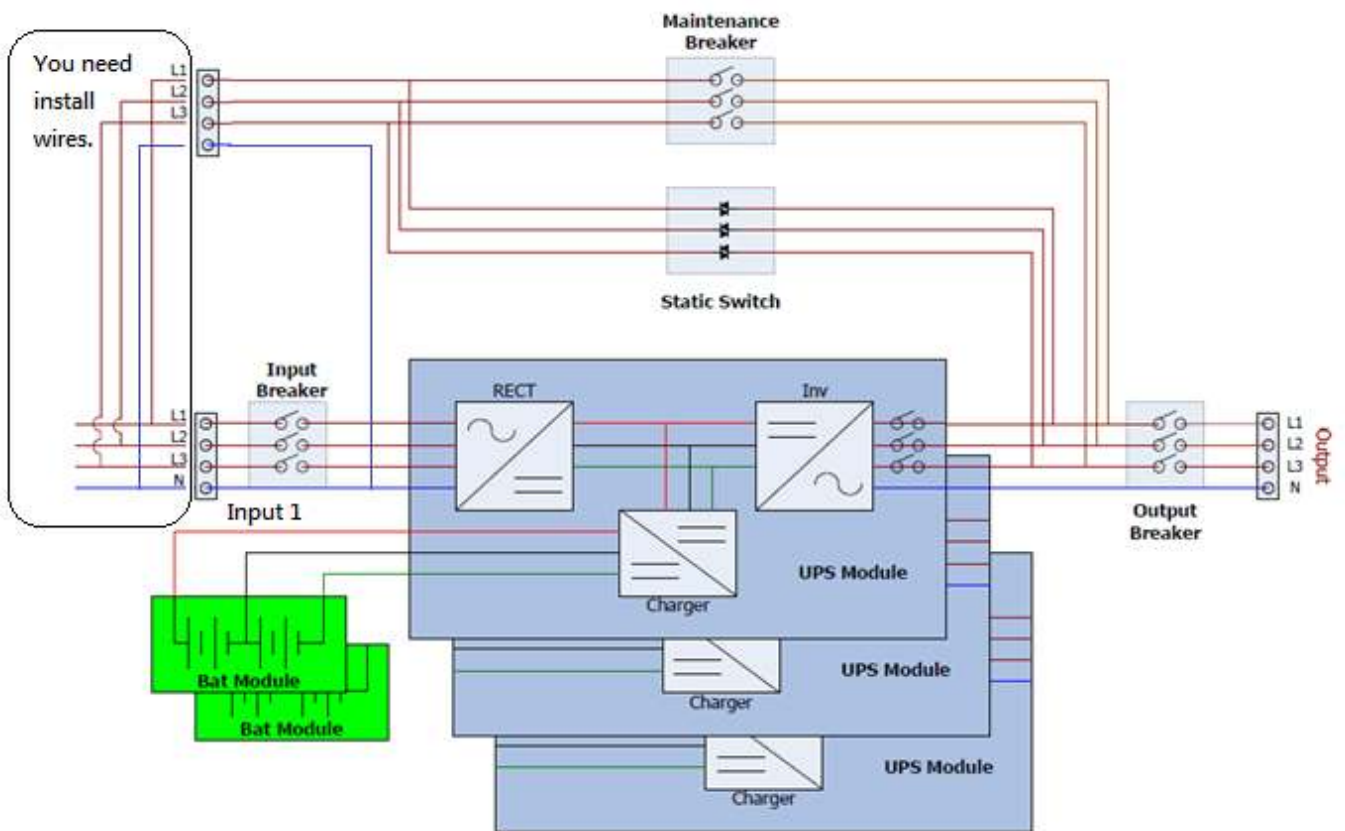 Maintenance
Breaker
You need
install
wires.
L1
L2
L3
Static Switch
Input
Breaker
RECT
Inv
L1
L2
L3
N
L1
L2
L3
N
Output
Input 1
Output
Breaker
UPS Module
Charger
Bat Module
UPS Module
Charger
Bat Module
UPS Module
Charger